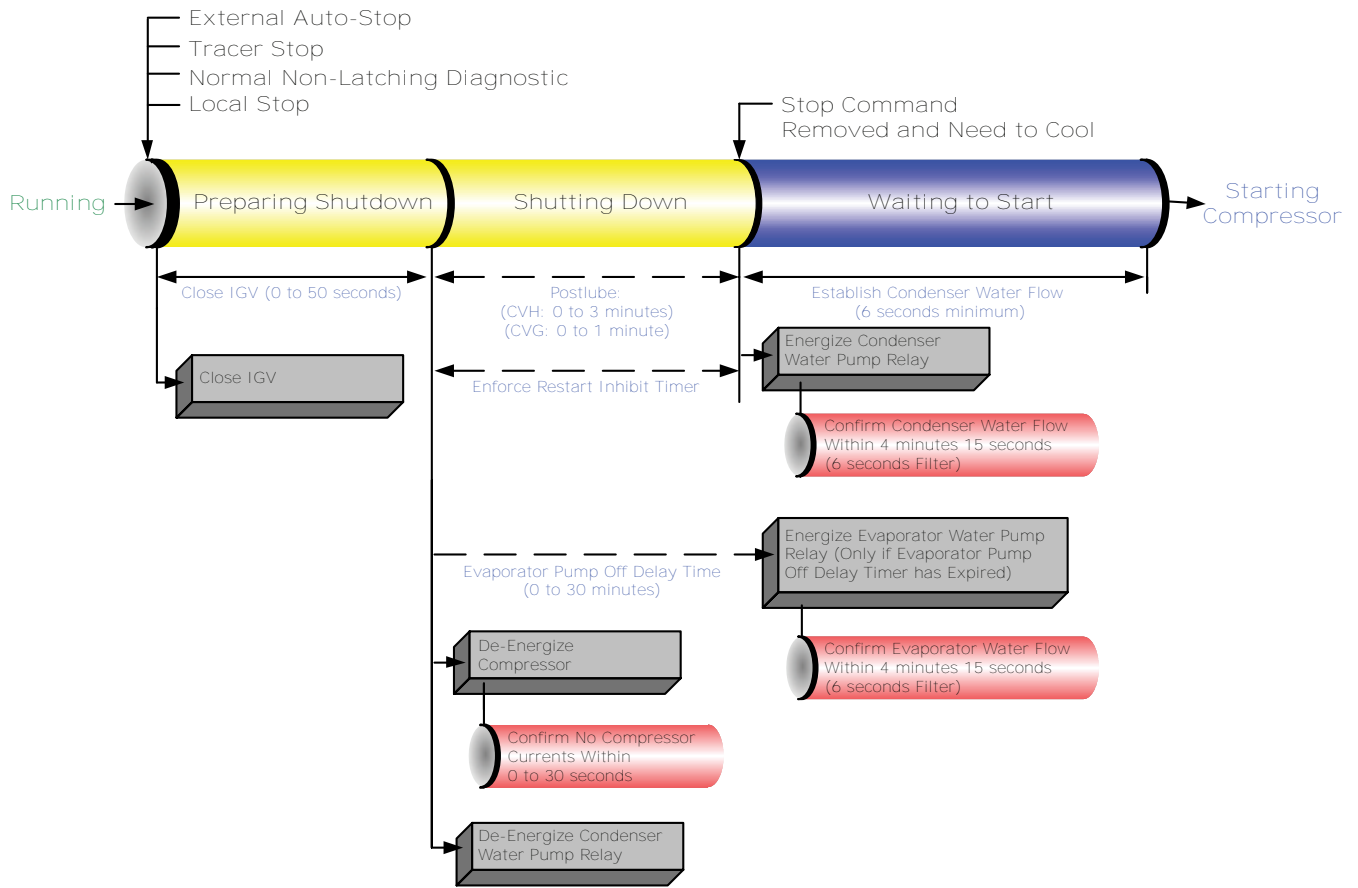 External Auto-Stop
Tracer Stop
Normal Non-Latching Diagnostic
Local Stop
Stop Command
Removed and Need to Cool
Running
Preparing Shutdown
Shutting Down
Waiting to Start
Starting
Compressor
Close IGV (0 to 50 seconds)
Postlube:
(CVH: 0 to 3 minutes)
(CVG: 0 to 1 minute)
Establish Condenser Water Flow
(6 seconds minimum)
Close IGV
Enforce Restart Inhibit Timer
Energize Condenser
Water Pump Relay
Confirm Condenser Water Flow
Within 4 minutes 15 seconds
(6 seconds Filter)
Evaporator Pump Off Delay Time
(0 to 30 minutes)
Energize Evaporator Water Pump
Relay (Only if Evaporator Pump
Off Delay Timer has Expired)
Confirm Evaporator Water Flow
Within 4 minutes 15 seconds
(6 seconds Filter)
De-Energize
Compressor
Confirm No Compressor
Currents Within
0 to 30 seconds
De-Energize Condenser
Water Pump Relay